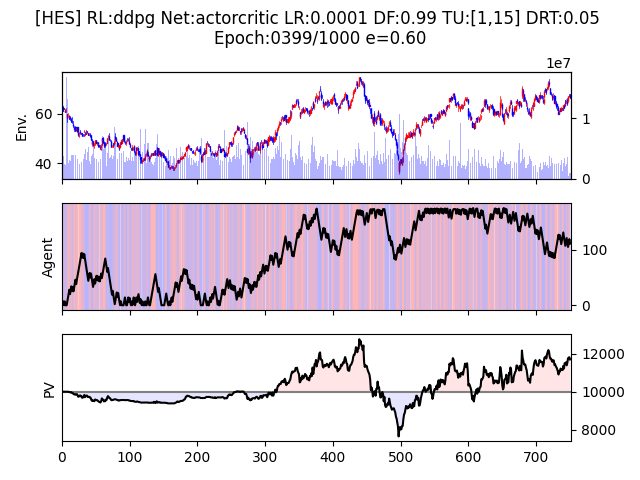 [HES] RL:ddpg Net:actorcritic LR:0.0001 DF:0.99 TU:[1,15] DRT:0.05
Epoch:0399/1000 e=0.60
1e7
Env.
60
40
1
0
Agent
100
0
PV
12000
10000
8000
0 100 200 300 400 500 600 700